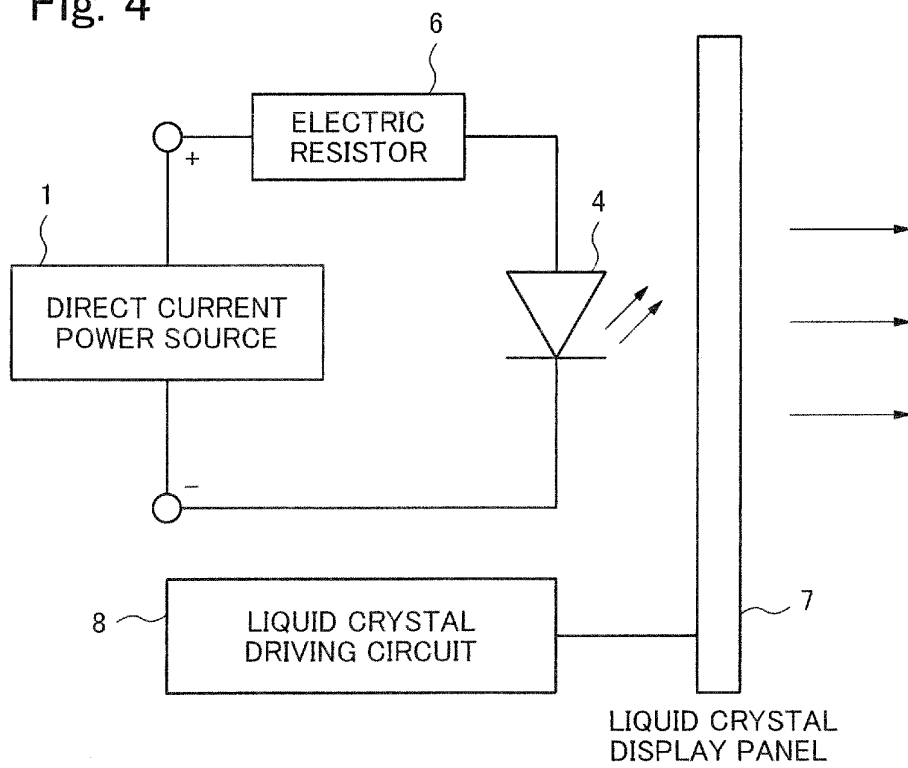 Fig. 4
6
ELECTRIC
RESISTOR
+
1
4
DIRECT CURRENT
POWER SOURCE
−
8
LIQUID CRYSTAL
DRIVING CIRCUIT
7
LIQUID CRYSTAL
DISPLAY PANEL